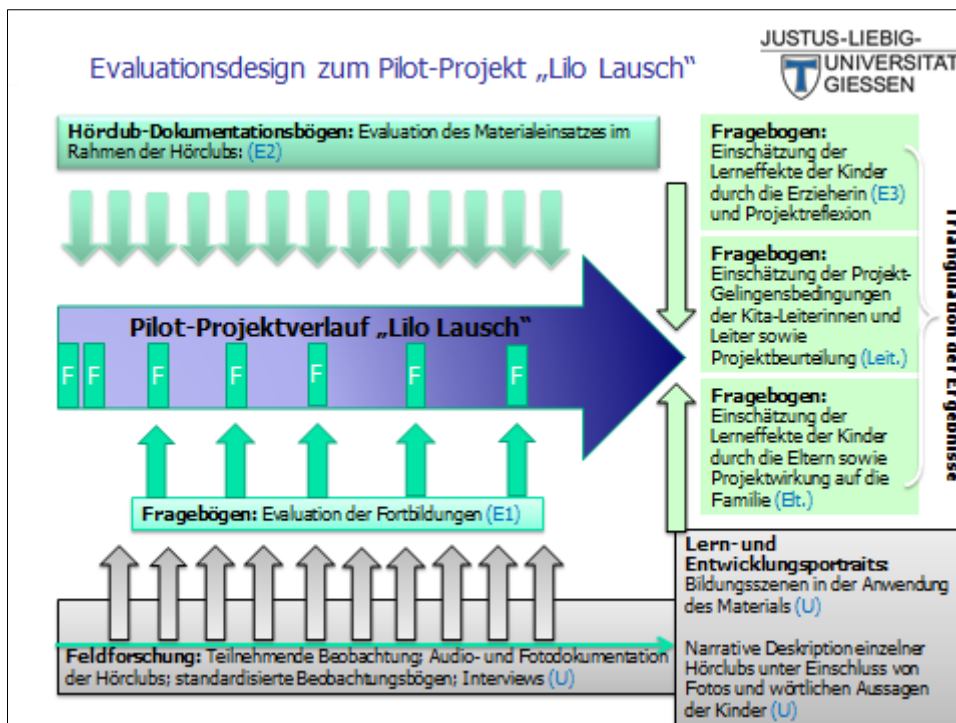 JUSTUS-LIEBIG-
UNIVERSITAT
GIESSEN
Evaluationsdesign zum Pilot-Projekt „Lilo Lausch“
Hörclub-Dokumentationsbögen: Evaluation des Materialeinsatzes im
Rahmen der Hörclubs: (E2)
Pilot-Projektverlauf „Lilo Lausch“
F F F F F F F
Fragebögen: Evaluation der Fortbildungen (E1)
Feldforschung: Teilnehmende Beobachtung; Audio- und Fotodokumentation
der Hörclubs; standardisierte Beobachtungsbögen; Interviews (U)
Fragebogen:
Einschätzung der
Lerneffekte der Kinder
durch die Erzieherin (E3)
und Projektreflexion
Fragebogen:
Einschätzung der Projekt-
Gelingensbedingungen
der Kita-Leiterinnen und
Leiter sowie
Projektbeurteilung (Leit.)
Fragebogen:
Einschätzung der
Lerneffekte der Kinder
durch die Eltern sowie
Projektwirkung auf die
Familie (Elt.)
Triangulation der Ergebnisse
Lern-und
Entwicklungsportraits:
Bildungsszenen in der Anwendung
des Materials (U)
Narrative Deskription einzelner
Hörclubs unter Einschluss von
Fotos und wörtlichen Aussagen
der Kinder (U)